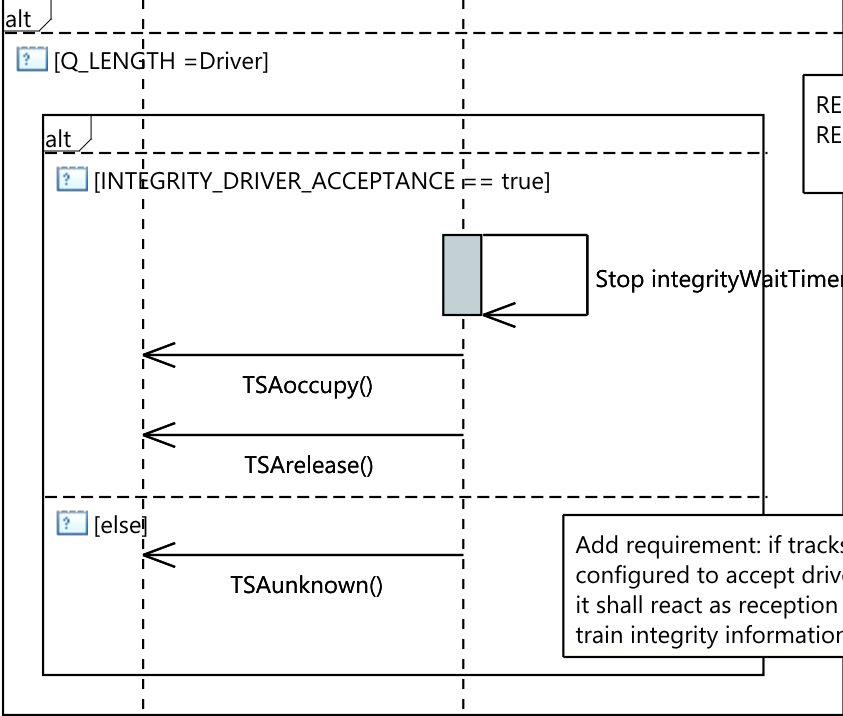 alt
[Q_LENGTH =Driver]
RE
RE
alt
[INTEGRITY_DRIVER_ACCEPTANCE == true]
Stop integrityWaitTimer
TSAoccupy()
TSArelease()
[else]
TSAunknown()
Add requirement: if tracks
configured to accept drive
it shall react as reception
train integrity information